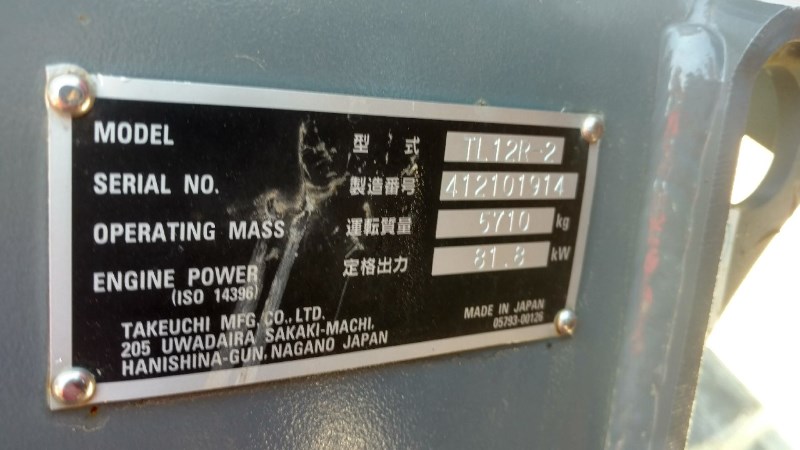 MODEL 型式 TL12R-2
SERIAL NO. 製造番号 412101914
OPERATING MASS 運転質量 5710 kg
ENGINE POWER 定格出力 81.8 kW
(ISO 14396)
TAKEUCHI MFG. CO., LTD.
205 UWADAIRA SAKAKI-MACHI,
HANISHINA-GUN, NAGANO JAPAN
MADE IN JAPAN
05793-00126